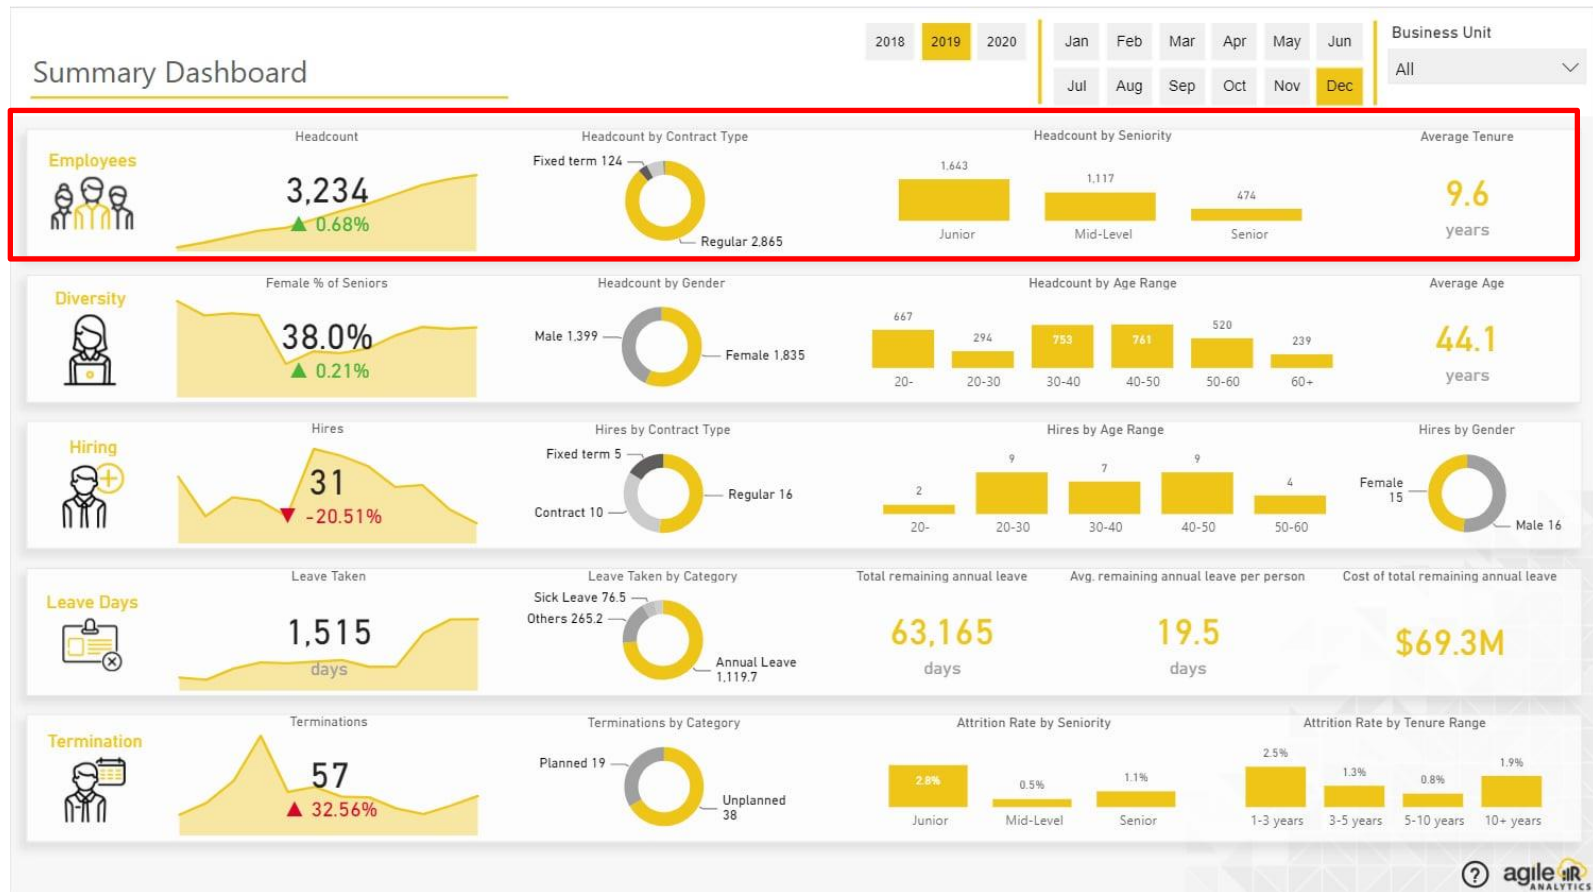 Summary Dashboard
2018 2019 2020
Jan Feb Mar Apr May Jun
Jul Aug Sep Oct Nov Dec
Business Unit
All
Employees
Headcount
3,234
▲ 0.68%
Headcount by Contract Type
Fixed term 124
Regular 2,865
Headcount by Seniority
1,643 1,117 474
Junior Mid-Level Senior
Average Tenure
9.6
years
Diversity
Female % of Seniors
38.0%
▲ 0.21%
Headcount by Gender
Male 1,399
Female 1,835
Headcount by Age Range
667 294 753 761 520 239
20- 20-30 30-40 40-50 50-60 60+
Average Age
44.1
years
Hiring
Hires
31
▼ -20.51%
Hires by Contract Type
Fixed term 5
Regular 16
Contract 10
Hires by Age Range
2 9 7 9 4
20- 20-30 30-40 40-50 50-60
Hires by Gender
Female
15
Male 16
Leave Days
Leave Taken
1,515
days
Leave Taken by Category
Sick Leave 76.5
Others 265.2
Annual Leave
1,119.7
Total remaining annual leave
63,165
days
Avg. remaining annual leave per person
19.5
days
Cost of total remaining annual leave
$69.3M
Termination
Terminations
57
▲ 32.56%
Terminations by Category
Planned 19
Unplanned
38
Attrition Rate by Seniority
2.8% 0.5% 1.1%
Junior Mid-Level Senior
Attrition Rate by Tenure Range
2.5% 1.3% 0.8% 1.9%
1-3 years 3-5 years 5-10 years 10+ years
?
agile
ANALYTICS